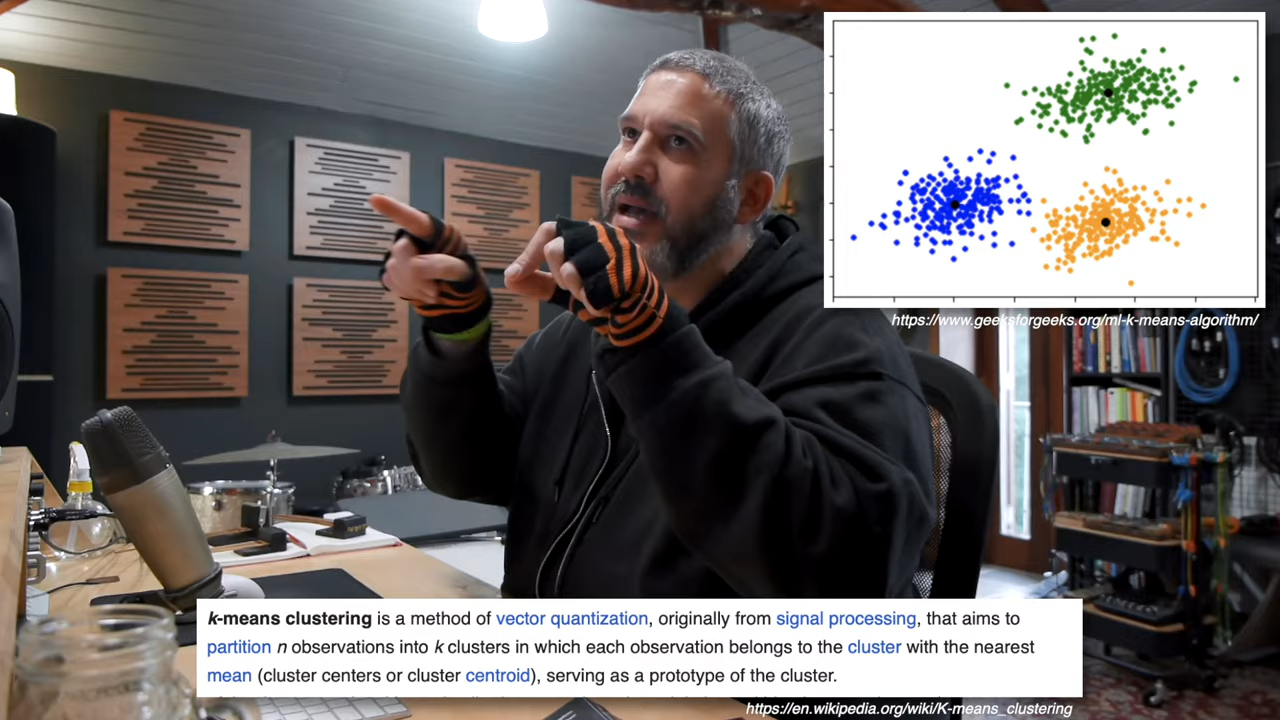 https://www.geeksforgeeks.org/ml-k-means-algorithm/
k-means clustering is a method of vector quantization, originally from signal processing, that aims to
partition n observations into k clusters in which each observation belongs to the cluster with the nearest
mean (cluster centers or cluster centroid), serving as a prototype of the cluster.
https://en.wikipedia.org/wiki/K-means_clustering